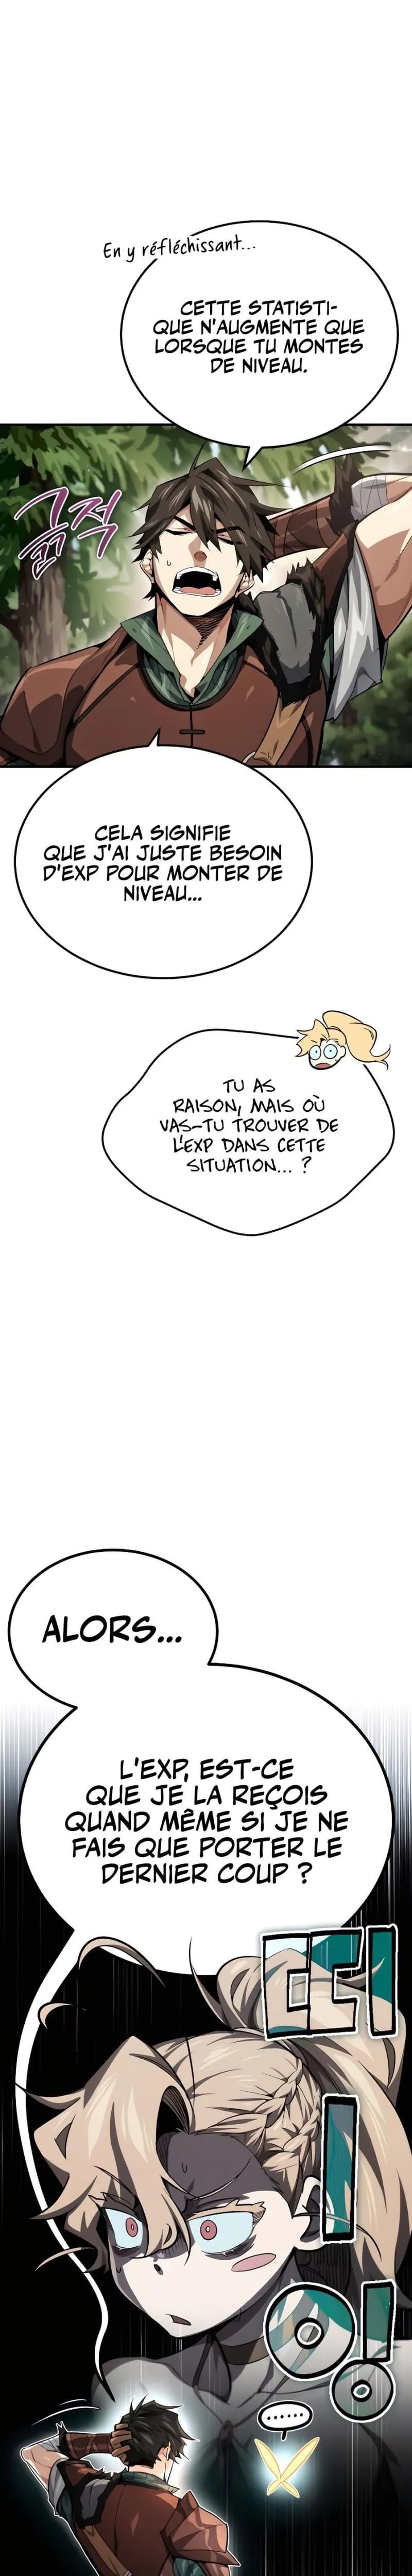 En y réfléchissant...
CETTE STATISTI-
QUE N'AUGMENTE QUE
LORSQUE TU MONTES
DE NIVEAU.
긁적
CELA SIGNIFIE
QUE J'AI JUSTE BESOIN
D'EXP POUR MONTER DE
NIVEAU...
TU AS
RAISON, MAIS OÙ
VAS-TU TROUVER DE
L'EXP DANS CETTE
SITUATION... ?
ALORS...
L'EXP, EST-CE
QUE JE LA REÇOIS
QUAND MÊME SI JE NE
FAIS QUE PORTER LE
DERNIER COUP ?
띠
잉
......